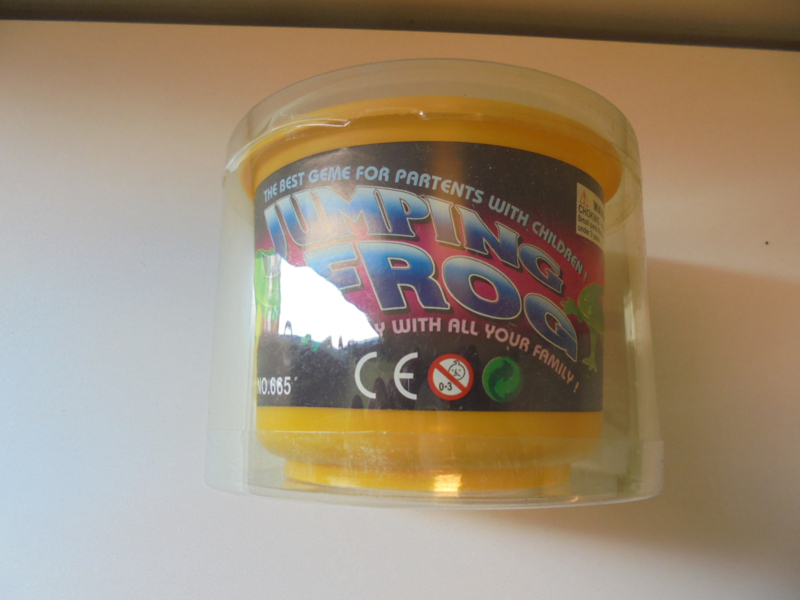 THE BEST GEME FOR PARTENTS WITH CHILDREN!
JUMPING
FROG
WITH ALL YOUR FAMILY!
NO.665
CE
0-3